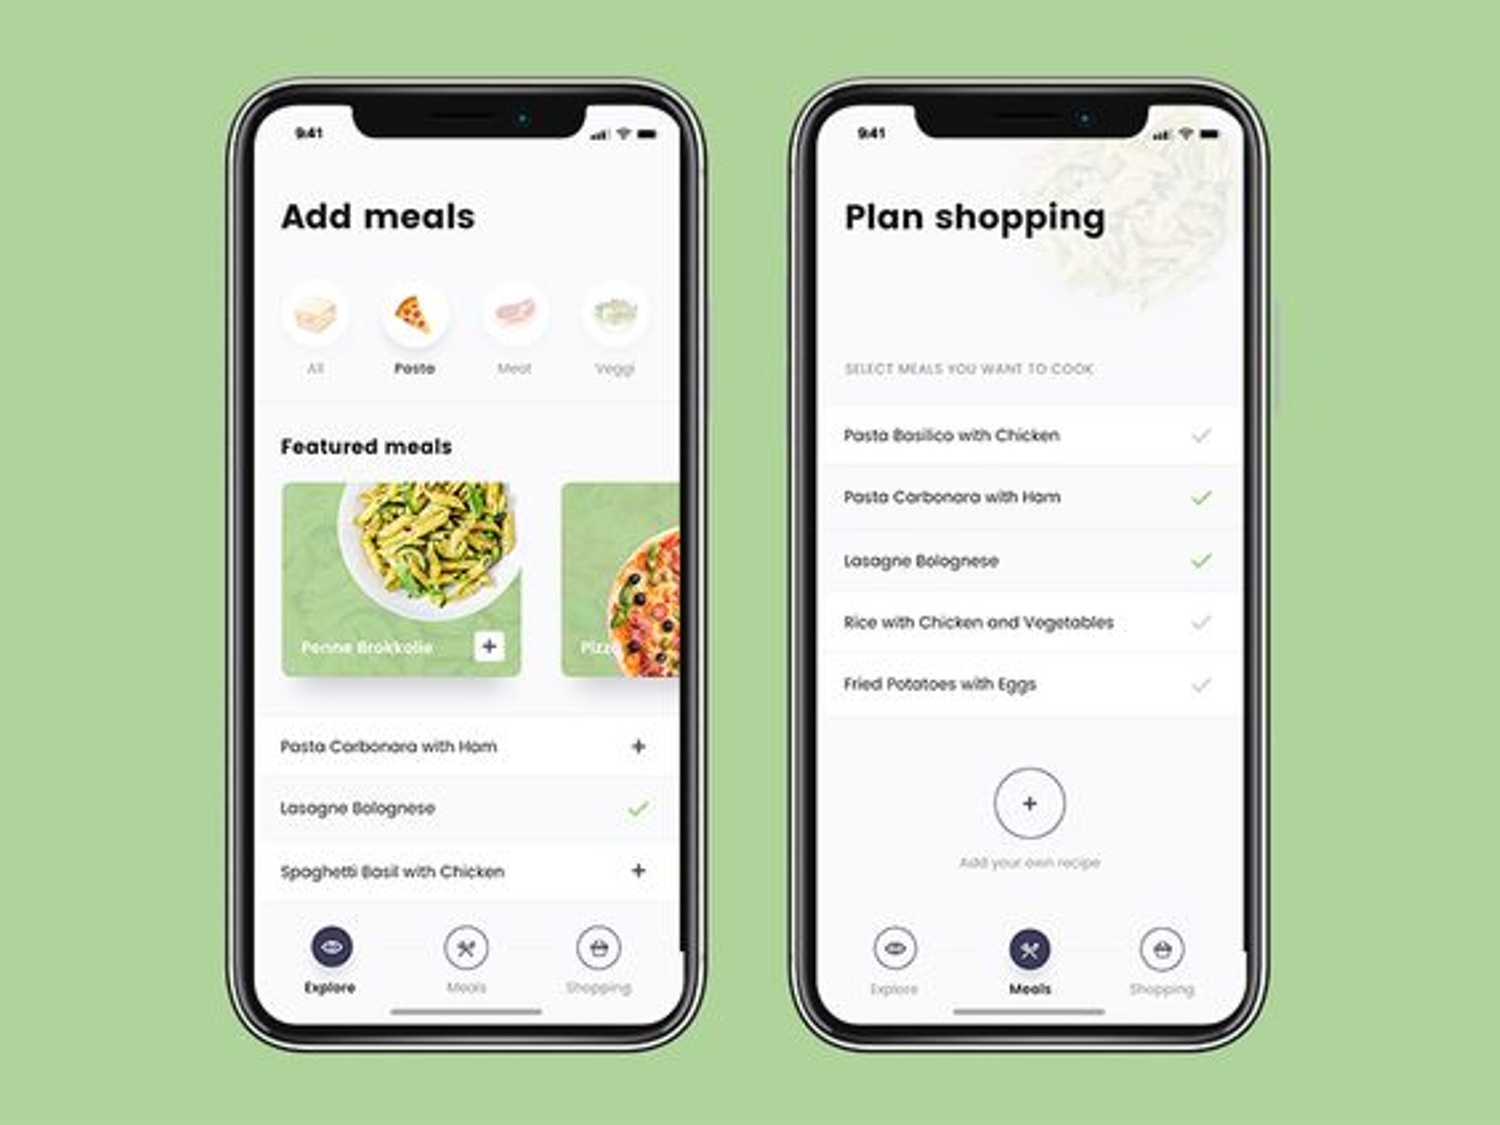 9:41
Add meals
All
Pasta
Meat
Veggi
Featured meals
Penne Brokkolie
Pizz
Pasta Carbonara with Ham
Lasagne Bolognese
Spaghetti Basil with Chicken
Explore
Meals
Shopping
9:41
Plan shopping
SELECT MEALS YOU WANT TO COOK
Pasta Basilico with Chicken
Pasta Carbonara with Ham
Lasagne Bolognese
Rice with Chicken and Vegetables
Fried Potatoes with Eggs
Add your own recipe
Explore
Meals
Shopping